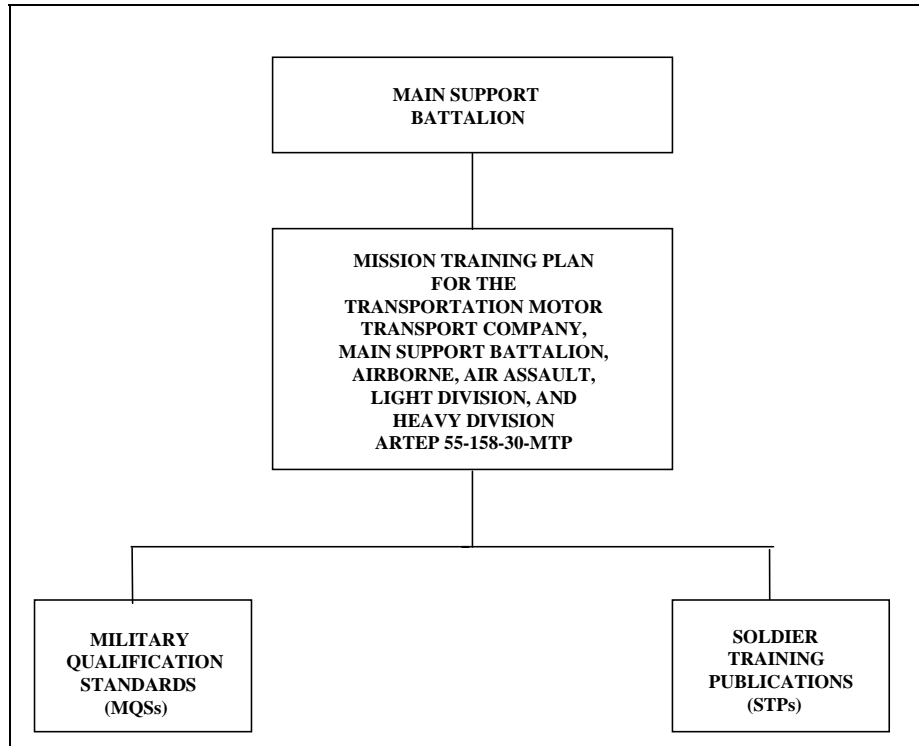 MAIN SUPPORT
BATTALION
MISSION TRAINING PLAN
FOR THE
TRANSPORTATION MOTOR
TRANSPORT COMPANY,
MAIN SUPPORT BATTALION,
AIRBORNE, AIR ASSAULT,
LIGHT DIVISION, AND
HEAVY DIVISION
ARTEP 55-158-30-MTP
MILITARY
QUALIFICATION
STANDARDS
(MQSs)
SOLDIER
TRAINING
PUBLICATIONS
(STPs)